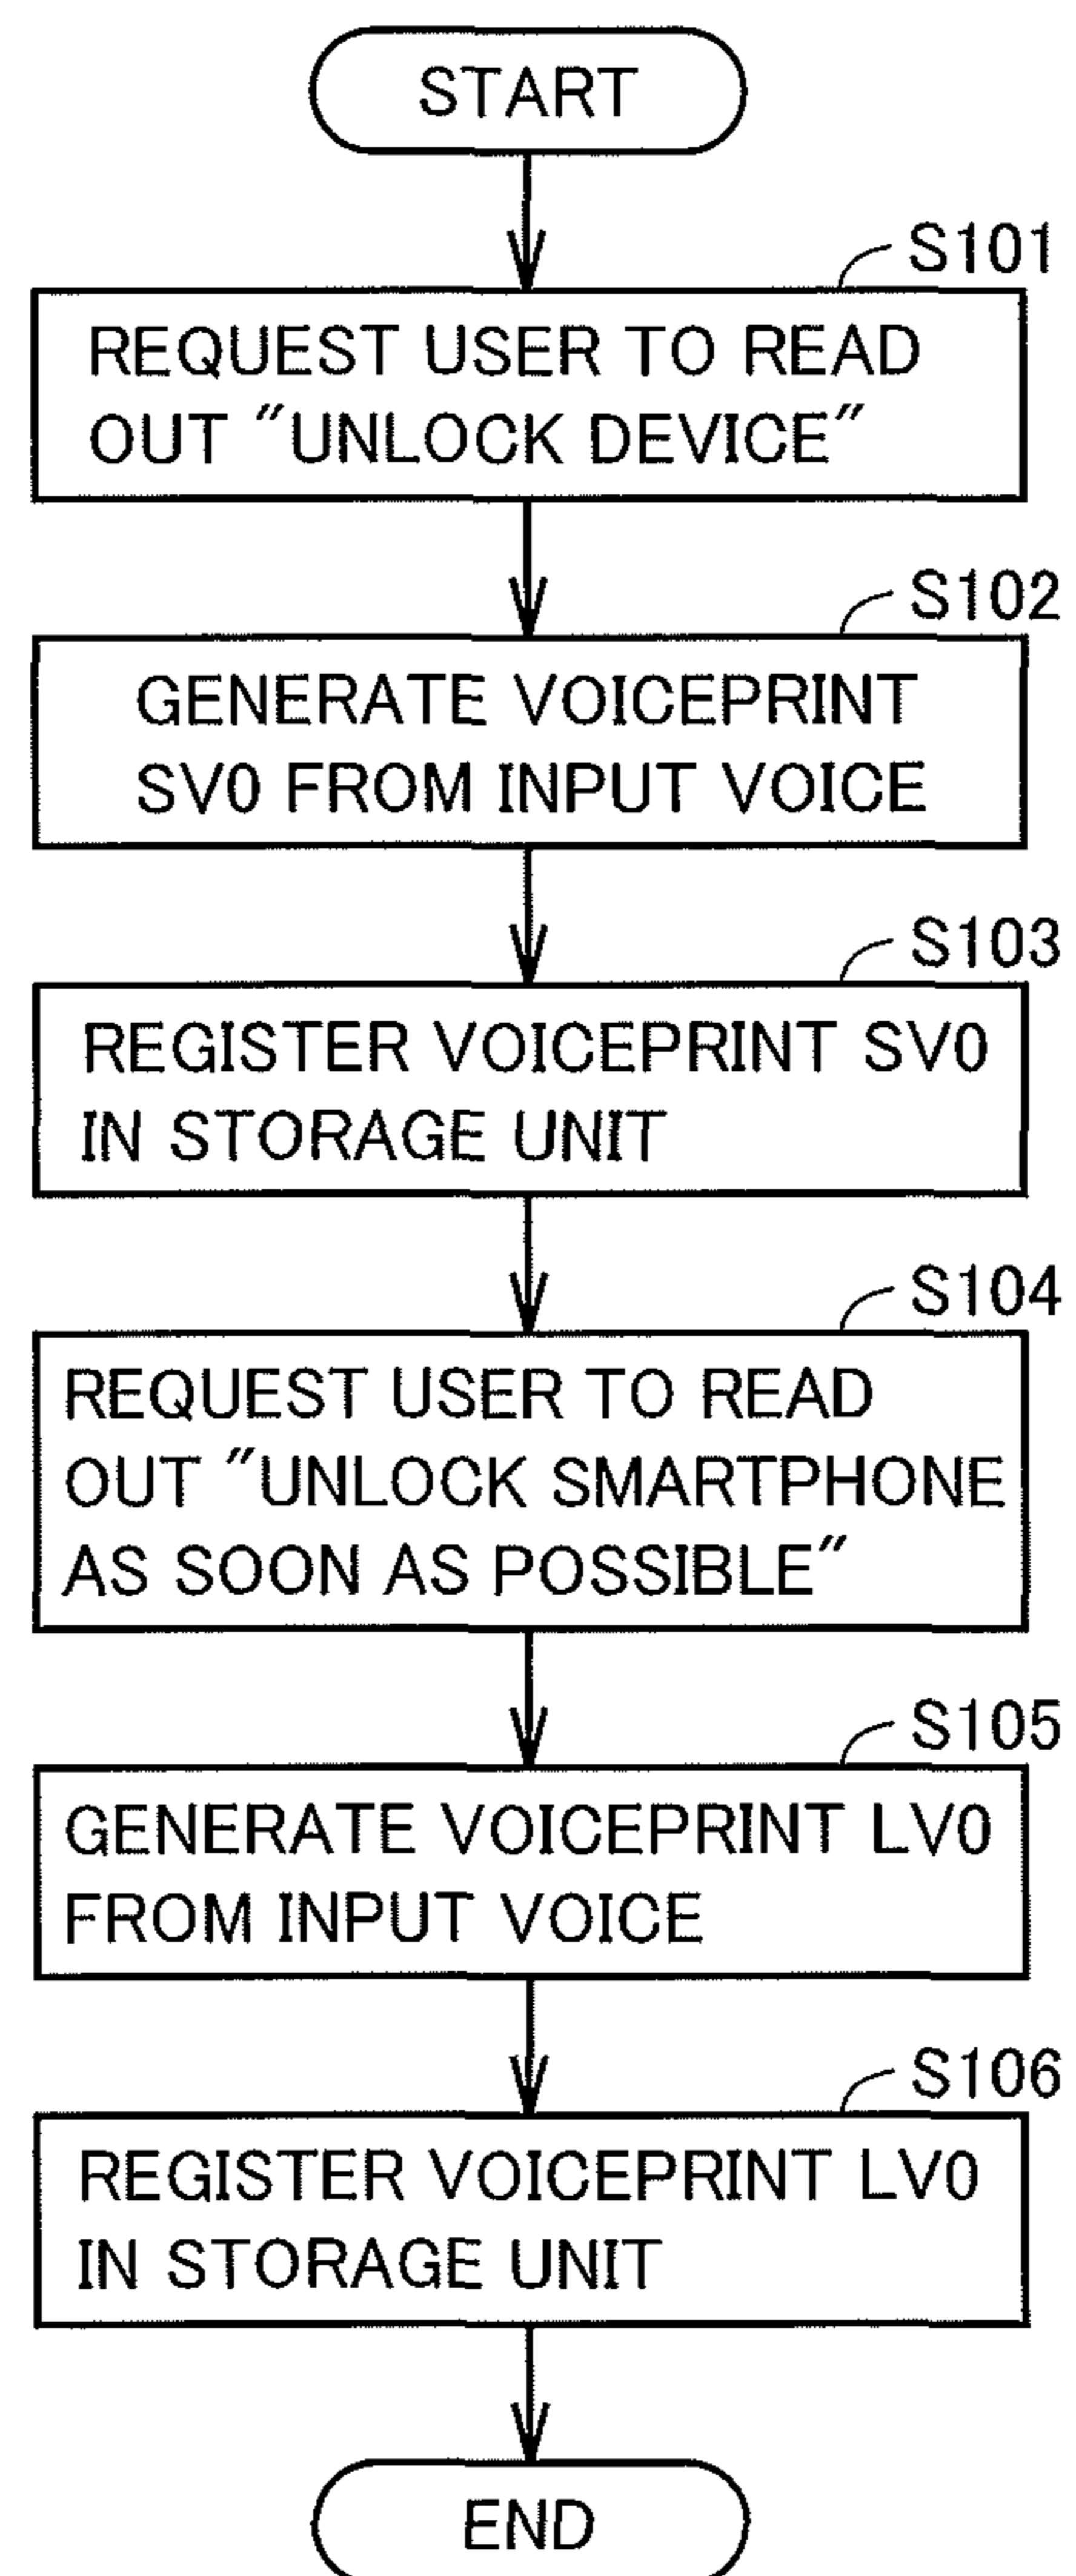 START
S101
REQUEST USER TO READ
OUT "UNLOCK DEVICE"
S102
GENERATE VOICEPRINT
SV0 FROM INPUT VOICE
S103
REGISTER VOICEPRINT SV0
IN STORAGE UNIT
S104
REQUEST USER TO READ
OUT "UNLOCK SMARTPHONE
AS SOON AS POSSIBLE"
S105
GENERATE VOICEPRINT LV0
FROM INPUT VOICE
S106
REGISTER VOICEPRINT LV0
IN STORAGE UNIT
END